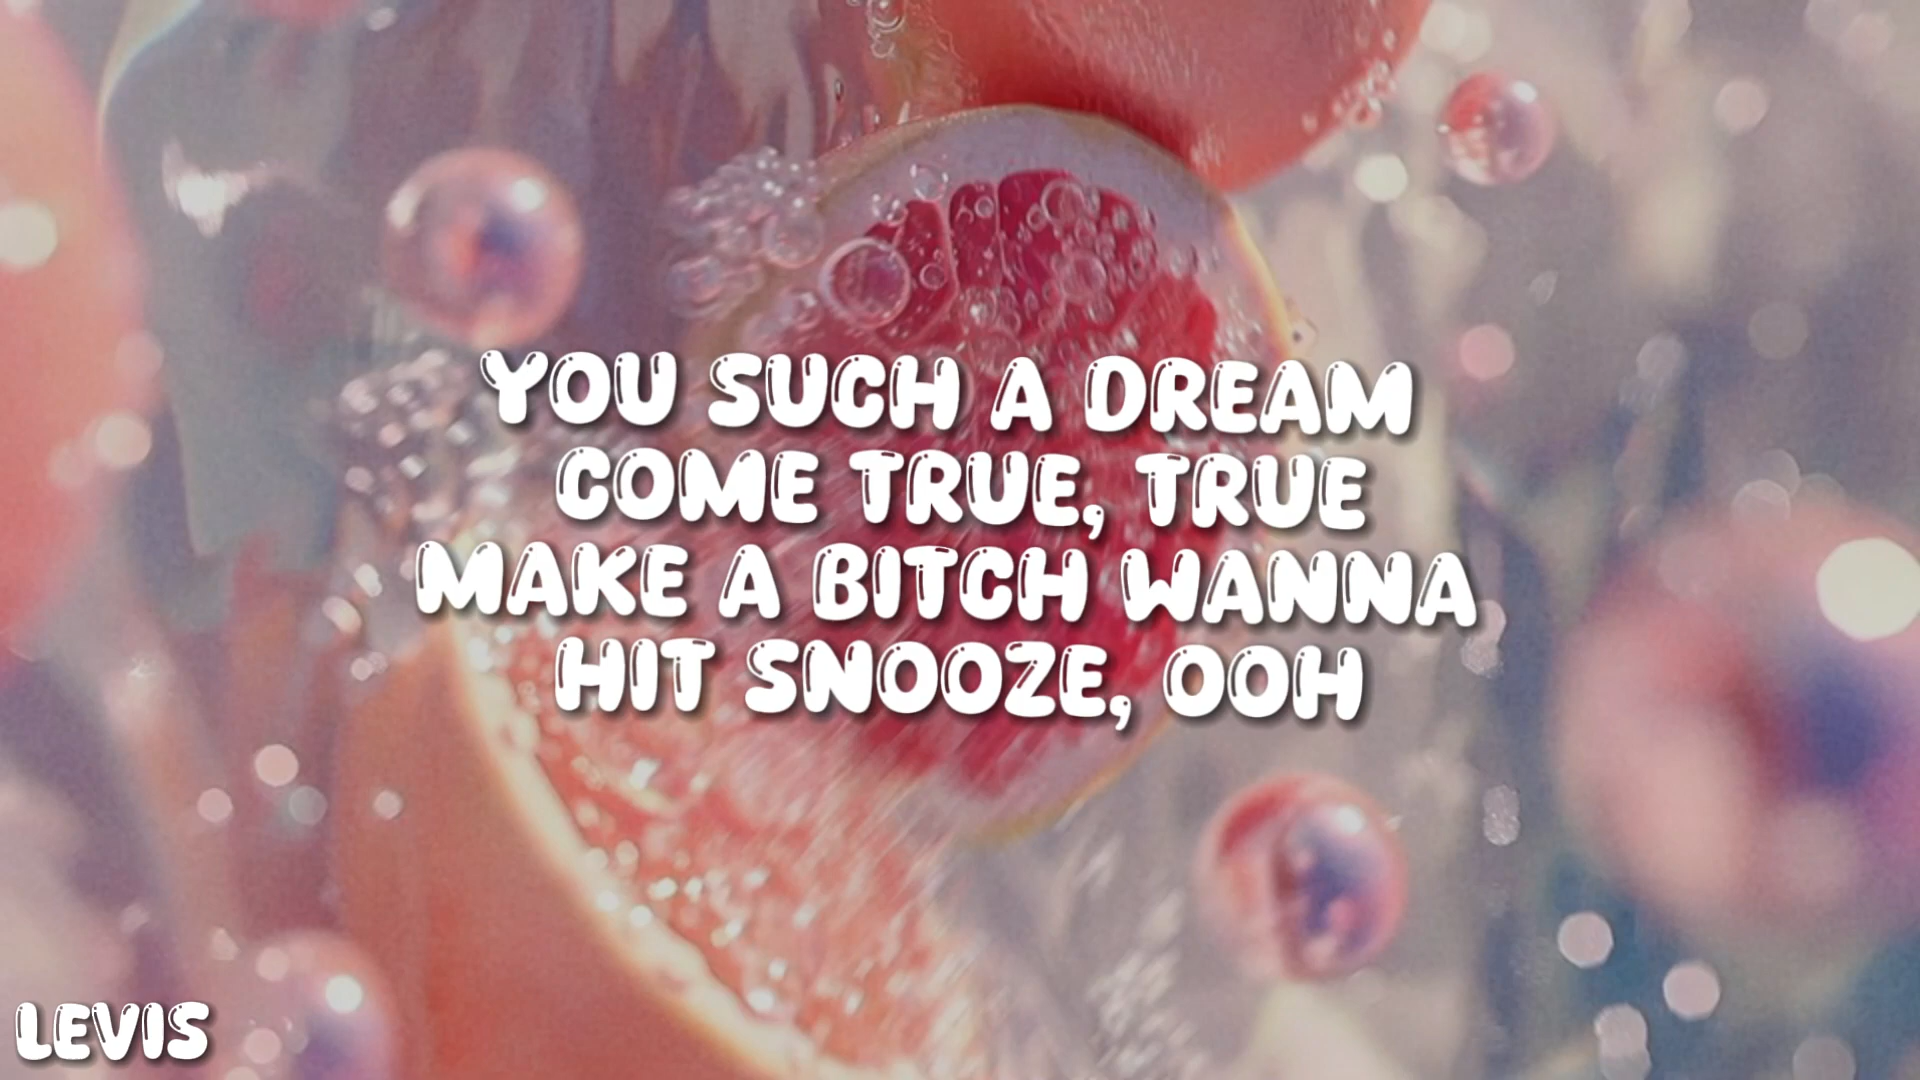 YOU SUCH A DREAM
COME TRUE, TRUE
MAKE A BITCH WANNA
HIT SNOOZE, OOH
LEVIS